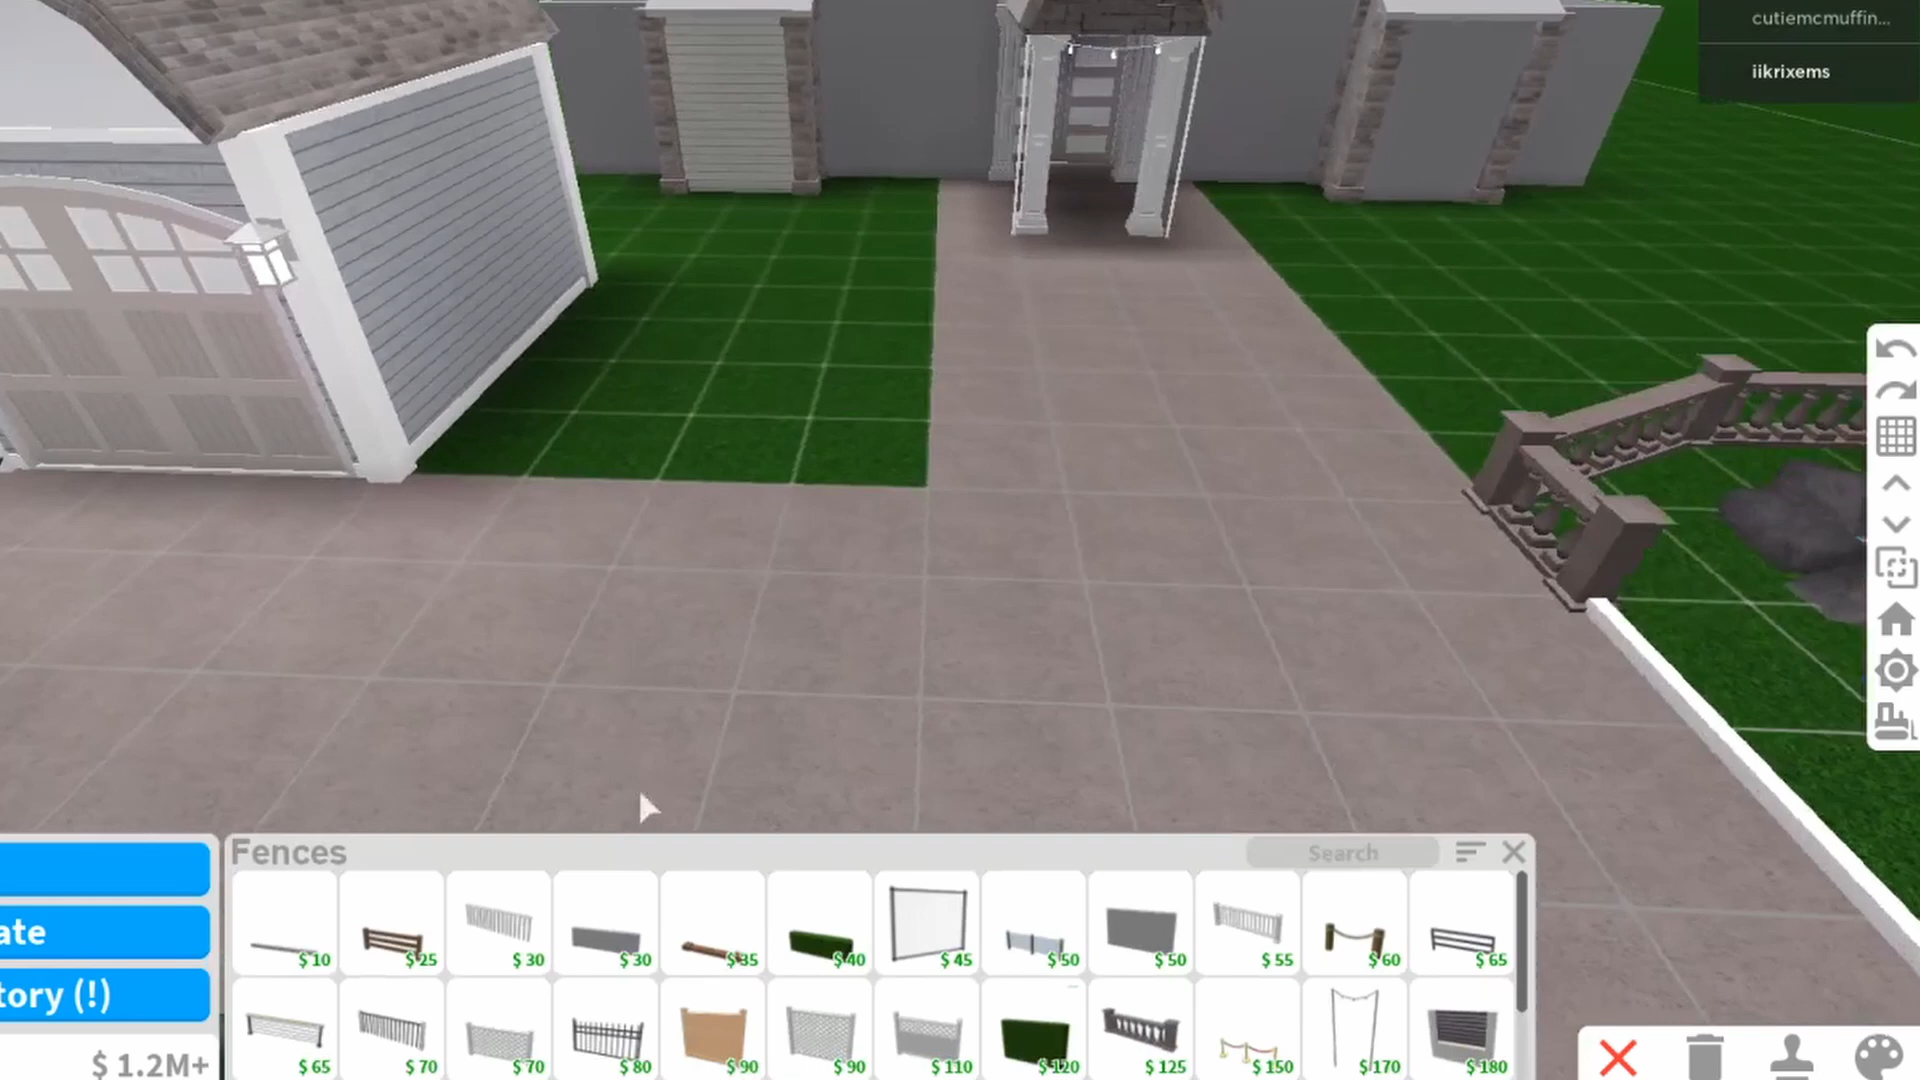 cutiemcmuffin...
iikrixems
Fences
Search
$ 10 $ 25 $ 30 $ 30 $ 35 $ 40 $ 45 $ 50 $ 50 $ 55 $ 60 $ 65
ate
tory (!)
$ 65 $ 70 $ 70 $ 80 $ 90 $ 90 $ 110 $ 120 $ 125 $ 150 $ 170 $ 180
$ 1.2M+